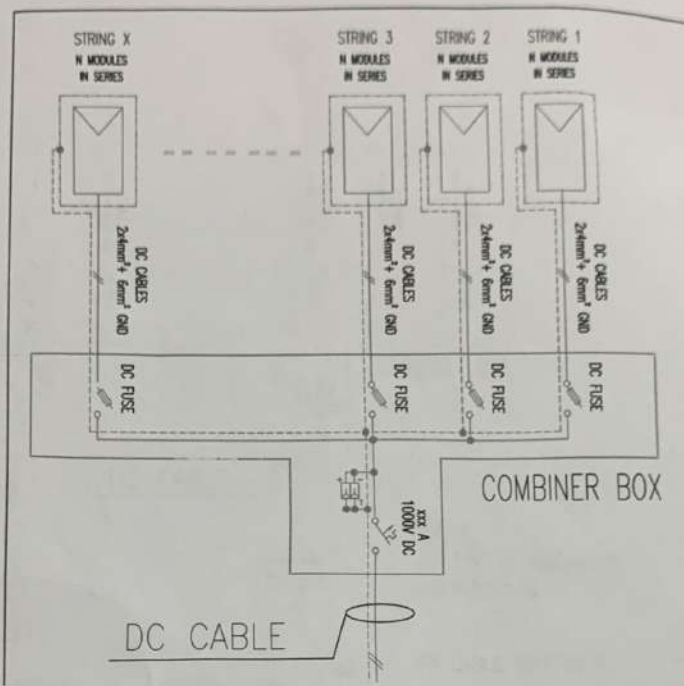 STRING X
N MODULES
IN SERIES
STRING 3
N MODULES
IN SERIES
STRING 2
N MODULES
IN SERIES
STRING 1
N MODULES
IN SERIES
DC CABLES
2x4mm²+ 6mm² GND
DC CABLES
2x4mm²+ 6mm² GND
DC CABLES
2x4mm²+ 6mm² GND
DC CABLES
2x4mm²+ 6mm² GND
DC FUSE
DC FUSE
DC FUSE
DC FUSE
COMBINER BOX
xxx A
1000V DC
DC CABLE